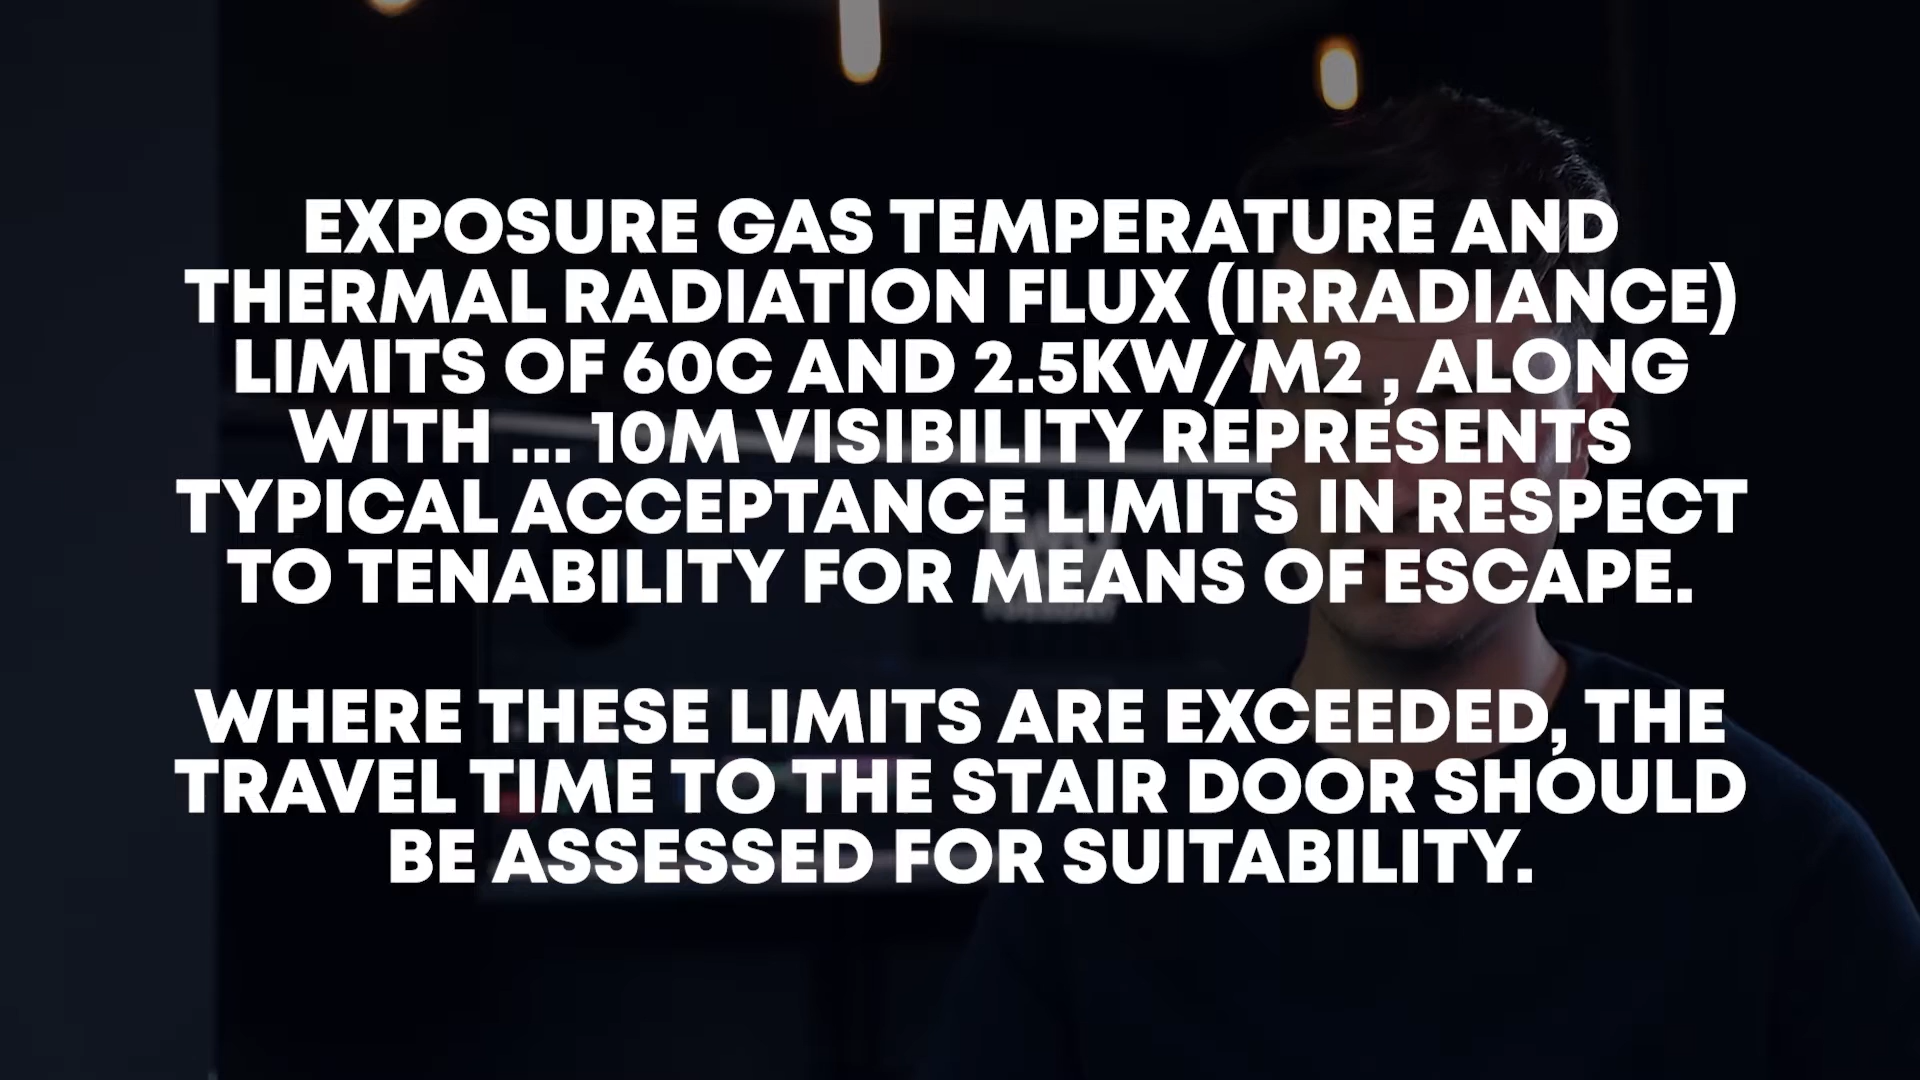 EXPOSURE GAS TEMPERATURE AND
THERMAL RADIATION FLUX (IRRADIANCE)
LIMITS OF 60C AND 2.5KW/M2 , ALONG
WITH ... 10M VISIBILITY REPRESENTS
TYPICAL ACCEPTANCE LIMITS IN RESPECT
TO TENABILITY FOR MEANS OF ESCAPE.
WHERE THESE LIMITS ARE EXCEEDED, THE
TRAVEL TIME TO THE STAIR DOOR SHOULD
BE ASSESSED FOR SUITABILITY.